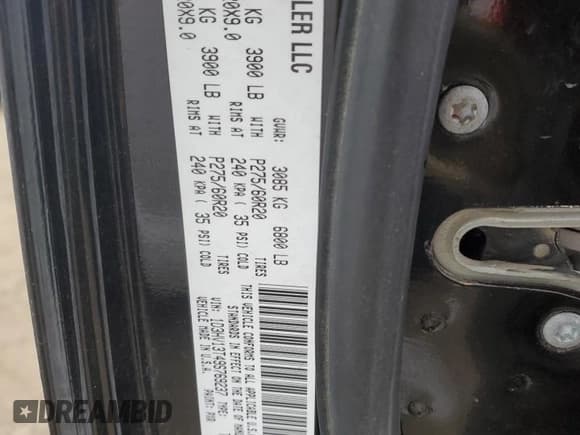 LER LLC
GVWR: 3085 KG 6800 LB
KG 3900 LB WITH P275/60R20 TIRES
0X9.0 RIMS AT 240 KPA ( 35 PSI) COLD
KG 3900 LB WITH P275/60R20 TIRES
0X9.0 RIMS AT 240 KPA ( 35 PSI) COLD
THIS VEHICLE CONFORMS TO ALL APPLICABLE U.S.
STANDARDS IN EFFECT ON THE DATE OF MANU
VIN: TYPE:
VEHICLE MADE IN U.S.A. PAINT:
DREAMBID